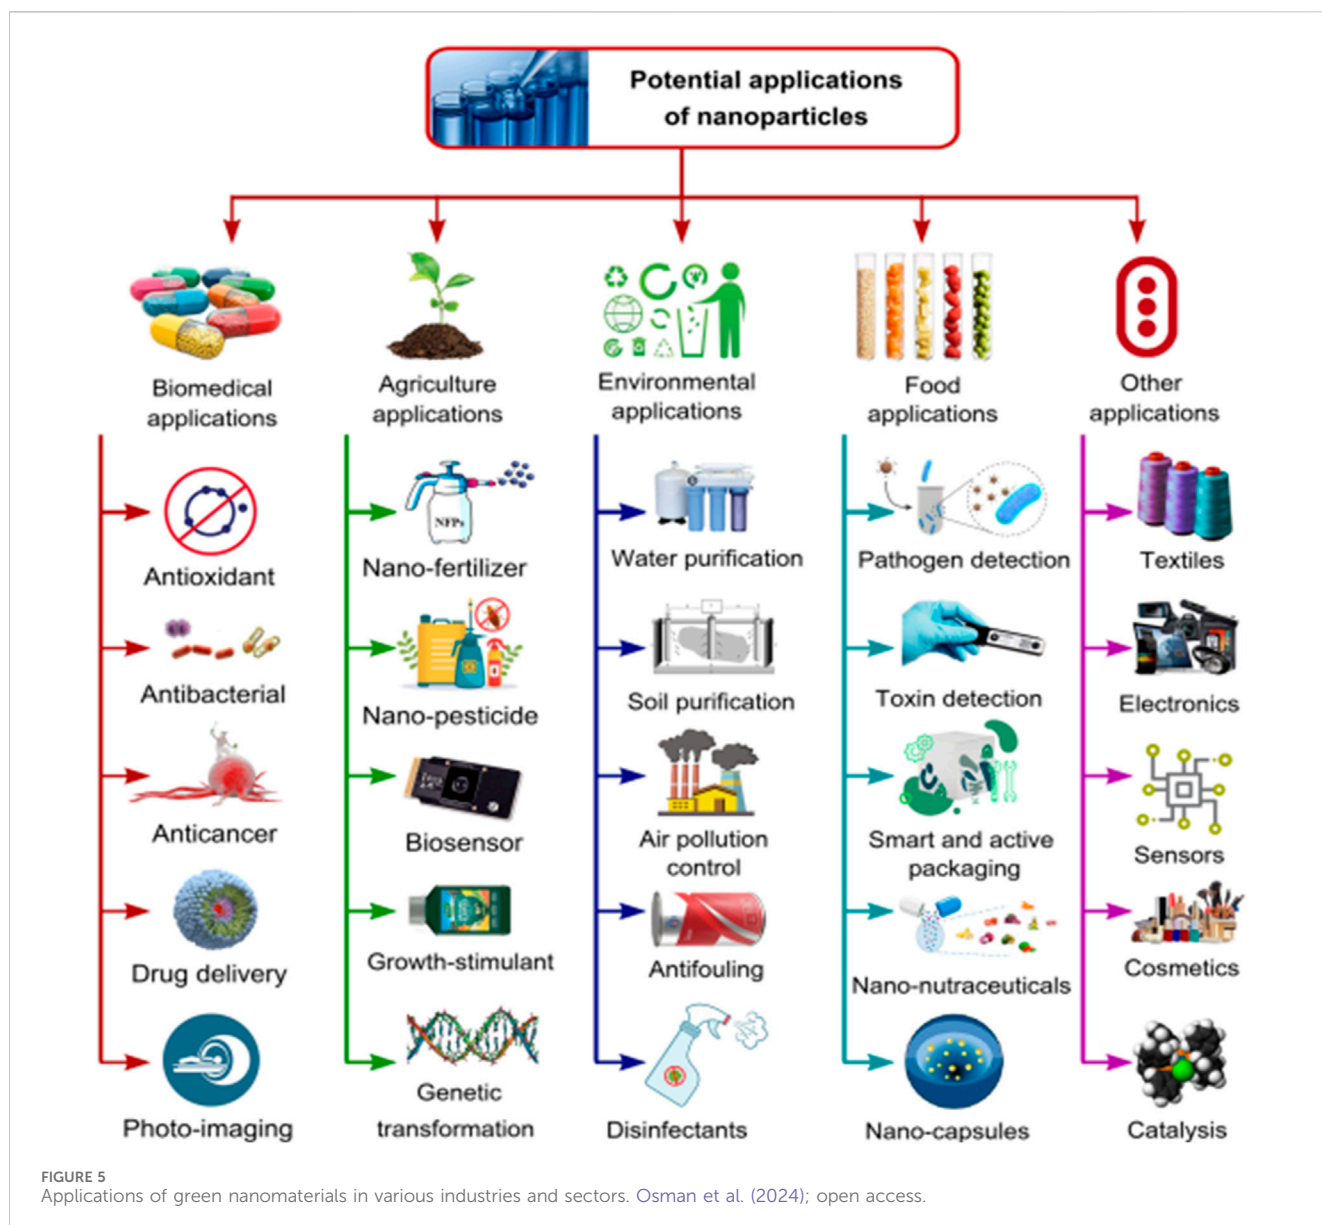 Potential applications
of nanoparticles
Biomedical
applications
Antioxidant
Antibacterial
Anticancer
Drug delivery
Photo-imaging
Agriculture
applications
NFPs
Nano-fertilizer
Nano-pesticide
Biosensor
Growth-stimulant
Genetic
transformation
Environmental
applications
Water purification
Soil purification
Air pollution
control
Antifouling
Disinfectants
Food
applications
Pathogen detection
Toxin detection
Smart and active
packaging
Nano-nutraceuticals
Nano-capsules
Other
applications
Textiles
Electronics
Sensors
Cosmetics
Catalysis
FIGURE 5
Applications of green nanomaterials in various industries and sectors. Osman et al. (2024); open access.